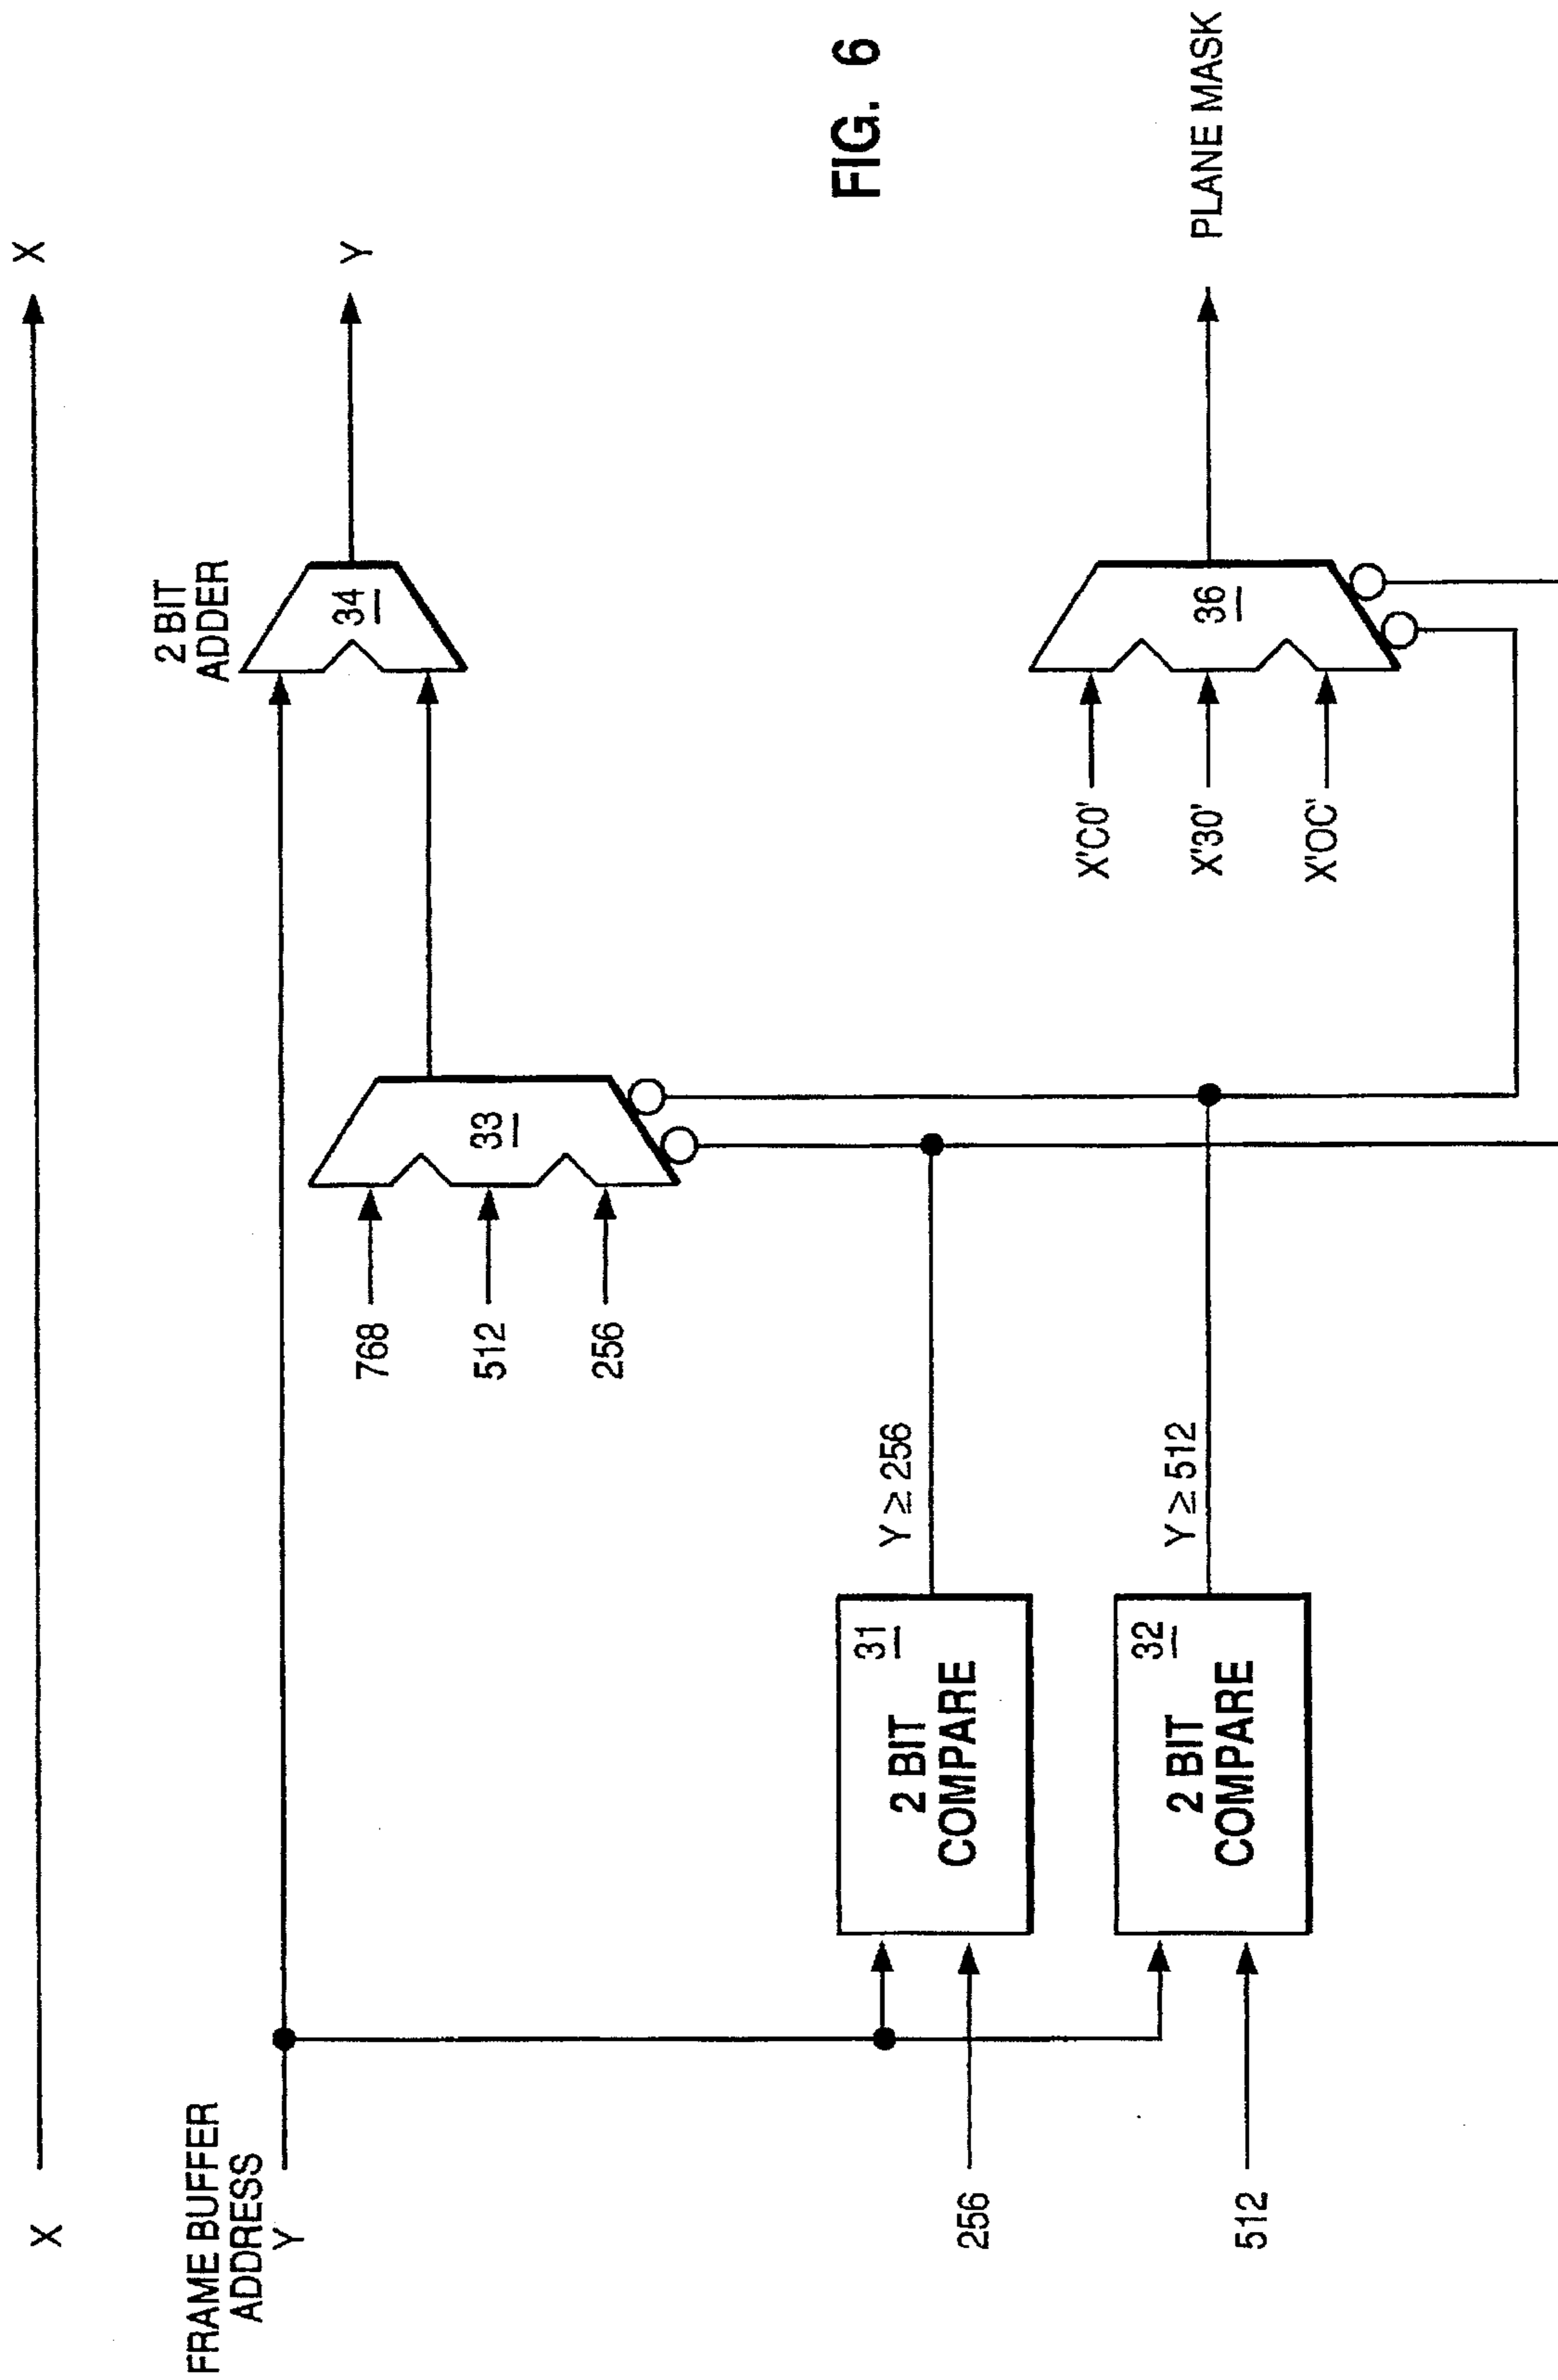 X
X
FRAME BUFFER
ADDRESS
Y
2 BIT
ADDER
34
Y
768
512
256
33
FIG. 6
31
2 BIT
COMPARE
Y ≥ 256
256
32
2 BIT
COMPARE
Y ≥ 512
512
X'C0'
X'30'
X'OC'
36
PLANE MASK